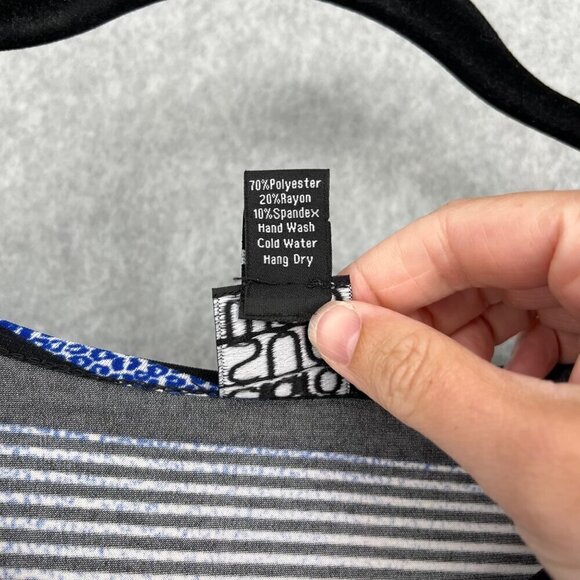 70%Polyester
20%Rayon
10%Spandex
Hand Wash
Cold Water
Hang Dry